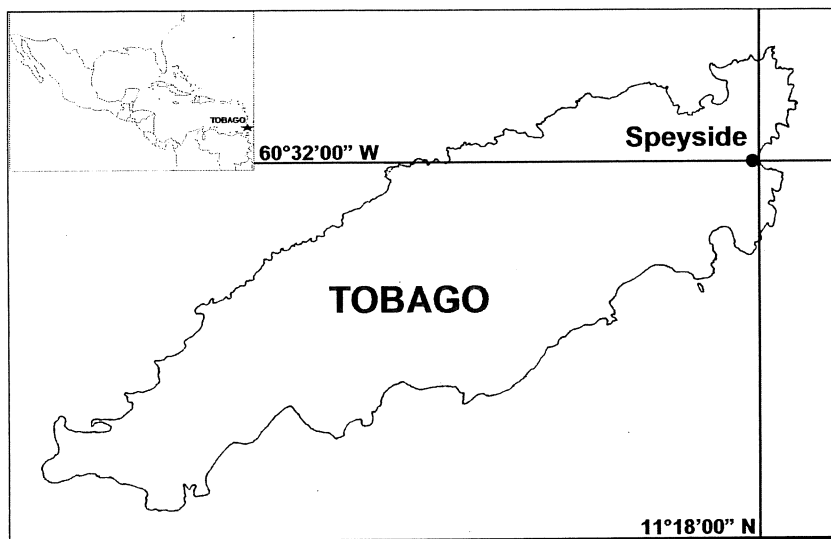 TOBAGO
60°32'00" W
Speyside
TOBAGO
11°18'00" N